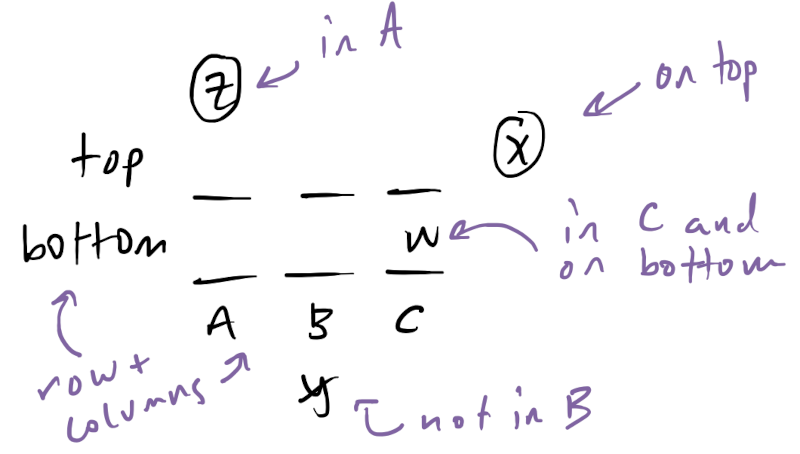 in A
Z
on top
X
top
bottom
W
in C and
on bottom
A B C
row +
columns
y
not in B